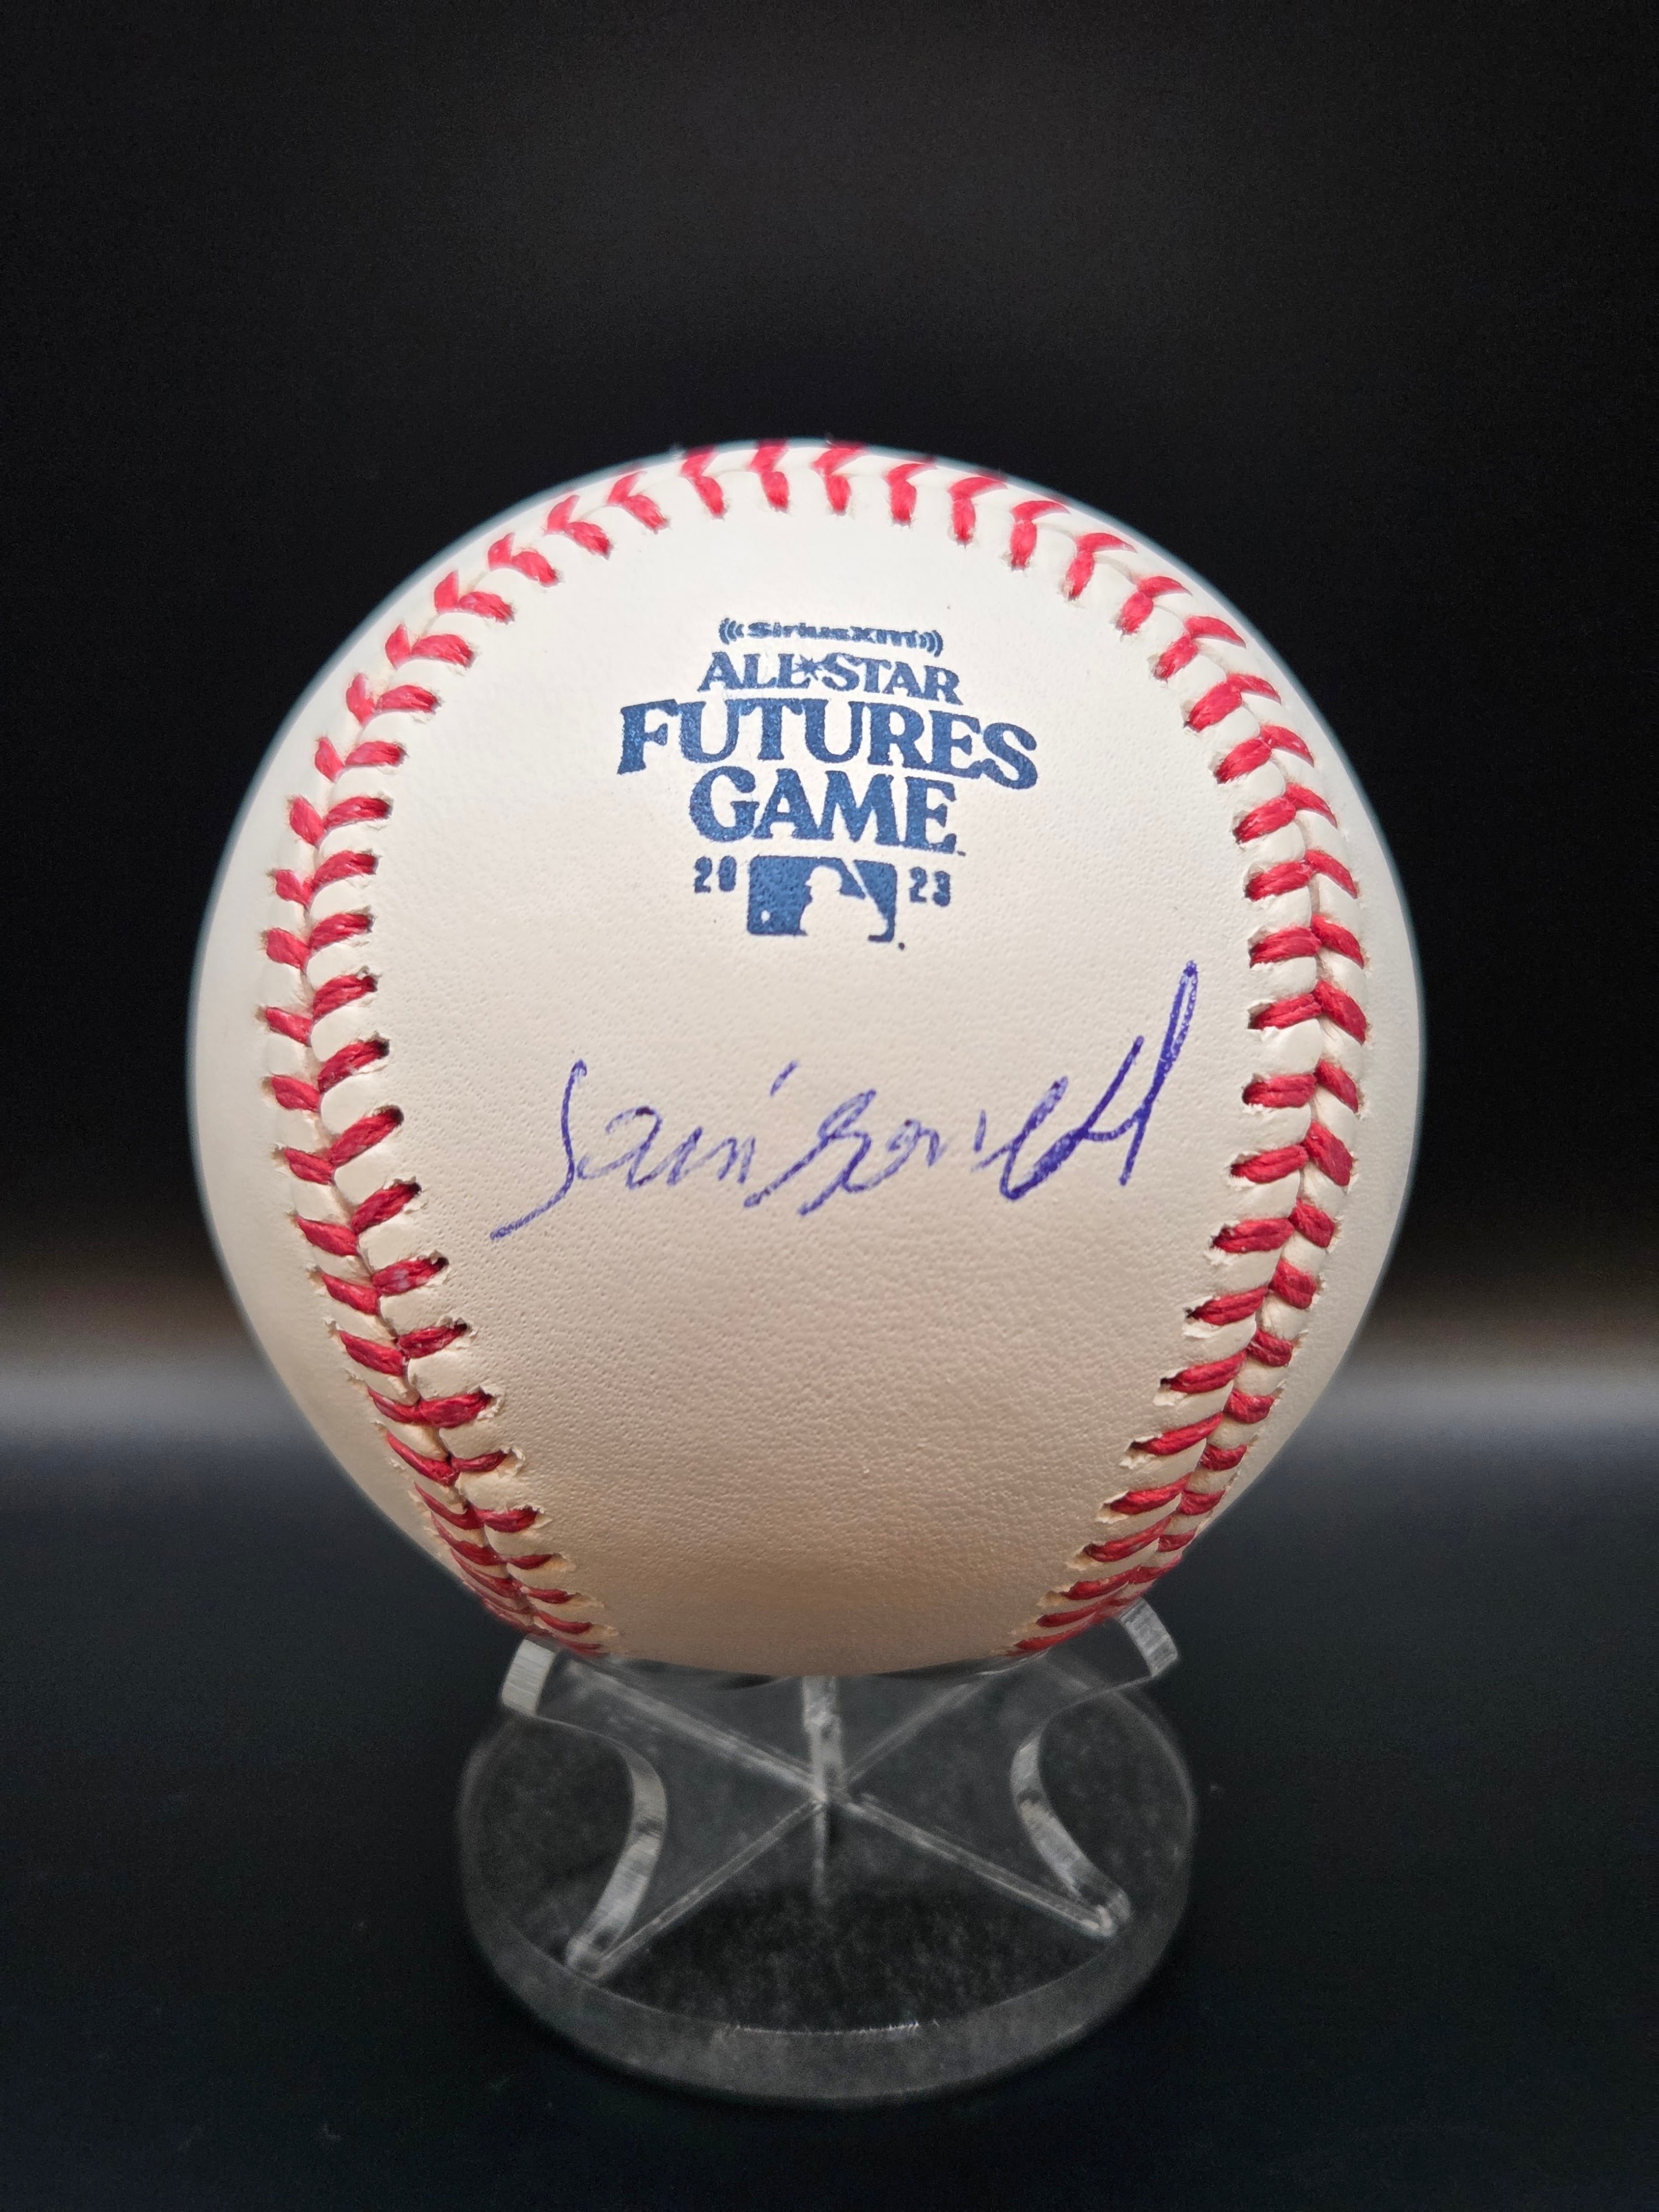 SiriusXM
ALL★STAR
FUTURES
GAME
20 23